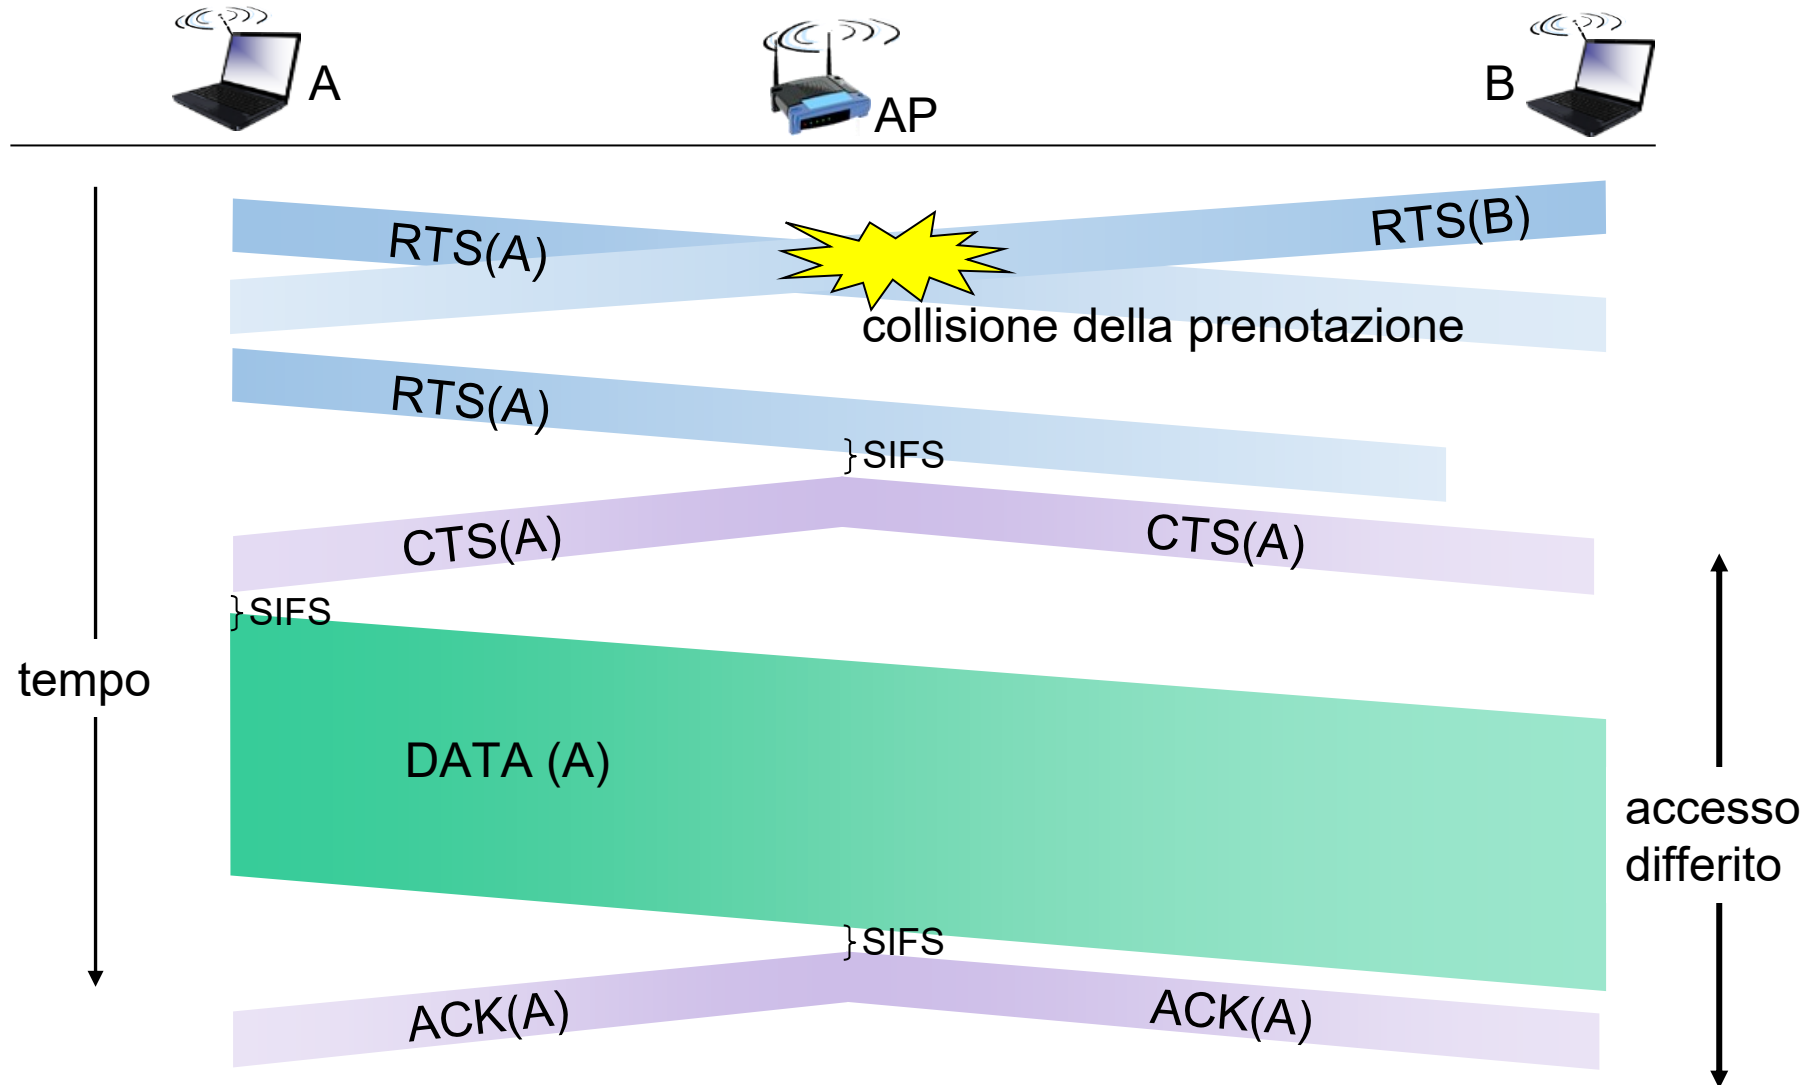 A
AP
B
RTS(A)
RTS(B)
collisione della prenotazione
RTS(A)
SIFS
CTS(A)
CTS(A)
SIFS
tempo
DATA (A)
accesso
differito
SIFS
ACK(A)
ACK(A)